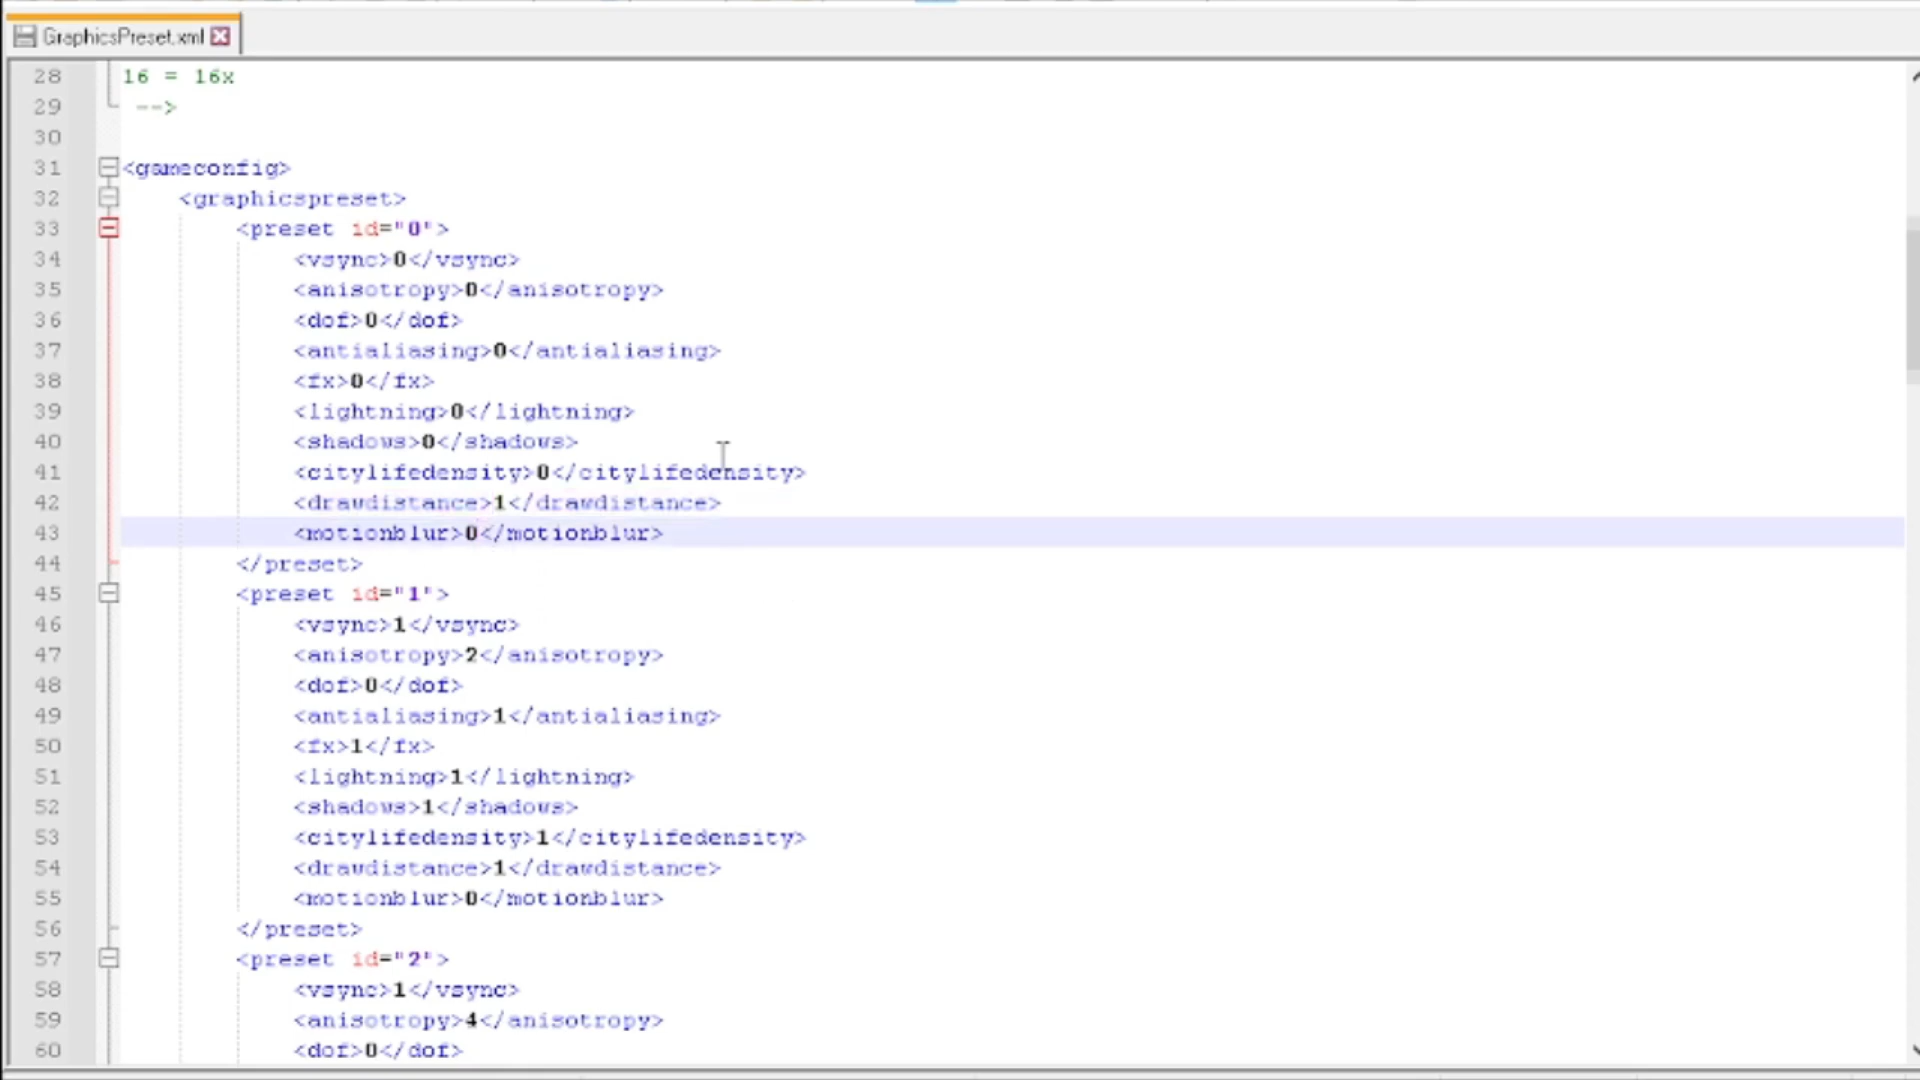 GraphicsPreset.xml
28 16 = 16x
29 -->
30
31 <gameconfig>
32 <graphicspreset>
33 <preset id="0">
34 <vsync>0</vsync>
35 <anisotropy>0</anisotropy>
36 <dof>0</dof>
37 <antialiasing>0</antialiasing>
38 <fx>0</fx>
39 <lightning>0</lightning>
40 <shadows>0</shadows>
41 <citylifedensity>0</citylifedensity>
42 <drawdistance>1</drawdistance>
43 <motionblur>0</motionblur>
44 </preset>
45 <preset id="1">
46 <vsync>1</vsync>
47 <anisotropy>2</anisotropy>
48 <dof>0</dof>
49 <antialiasing>1</antialiasing>
50 <fx>1</fx>
51 <lightning>1</lightning>
52 <shadows>1</shadows>
53 <citylifedensity>1</citylifedensity>
54 <drawdistance>1</drawdistance>
55 <motionblur>0</motionblur>
56 </preset>
57 <preset id="2">
58 <vsync>1</vsync>
59 <anisotropy>4</anisotropy>
60 <dof>0</dof>